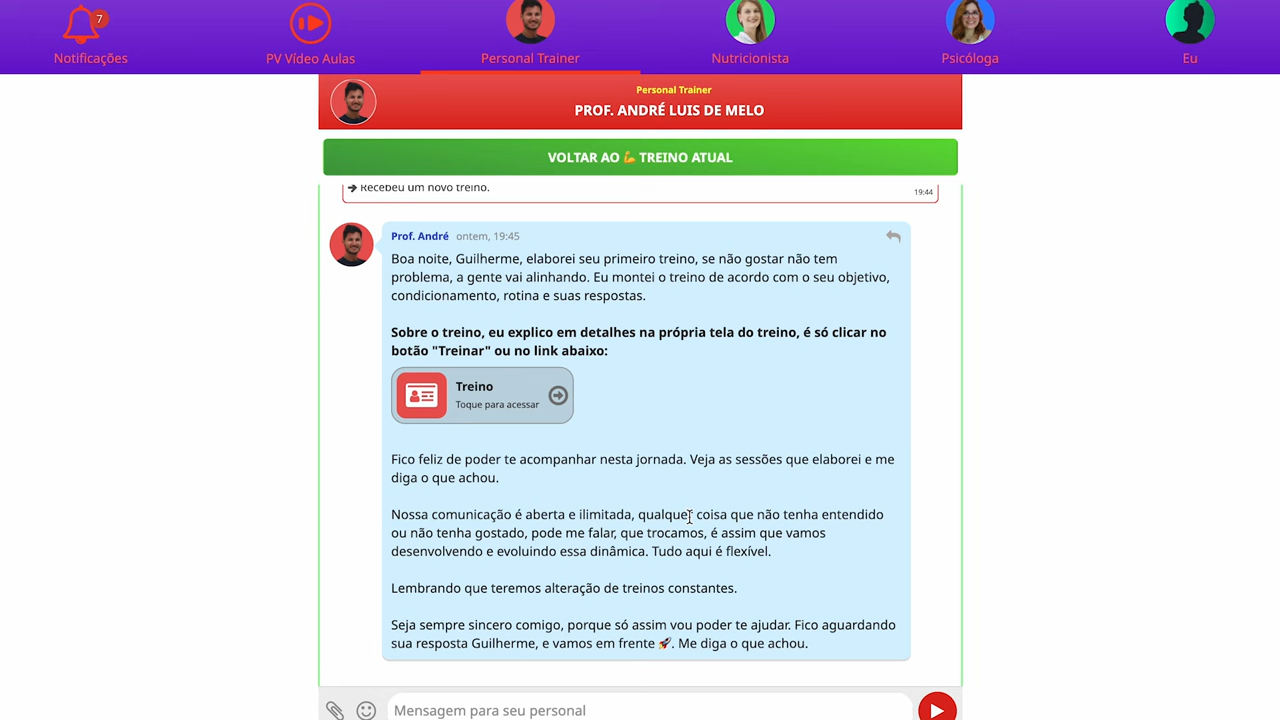 7
Notificações
PV Vídeo Aulas
Personal Trainer
Nutricionista
Psicóloga
Eu
Personal Trainer
PROF. ANDRÉ LUIS DE MELO
VOLTAR AO 💪 TREINO ATUAL
➔ Recebeu um novo treino.
19:44
Prof. André ontem, 19:45
Boa noite, Guilherme, elaborei seu primeiro treino, se não gostar não tem
problema, a gente vai alinhando. Eu montei o treino de acordo com o seu objetivo,
condicionamento, rotina e suas respostas.
Sobre o treino, eu explico em detalhes na própria tela do treino, é só clicar no
botão "Treinar" ou no link abaixo:
Treino
Toque para acessar
Fico feliz de poder te acompanhar nesta jornada. Veja as sessões que elaborei e me
diga o que achou.
Nossa comunicação é aberta e ilimitada, qualquer coisa que não tenha entendido
ou não tenha gostado, pode me falar, que trocamos, é assim que vamos
desenvolvendo e evoluindo essa dinâmica. Tudo aqui é flexível.
Lembrando que teremos alteração de treinos constantes.
Seja sempre sincero comigo, porque só assim vou poder te ajudar. Fico aguardando
sua resposta Guilherme, e vamos em frente 🚀. Me diga o que achou.
Mensagem para seu personal